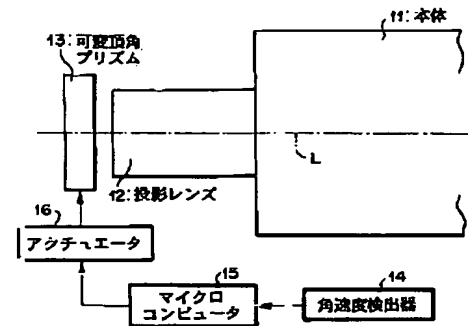 13:可変頂角
プリズム
11:本体
L
12:投影レンズ
16
アクチュエータ
15
マイクロ
コンピュータ
14
角速度検出器